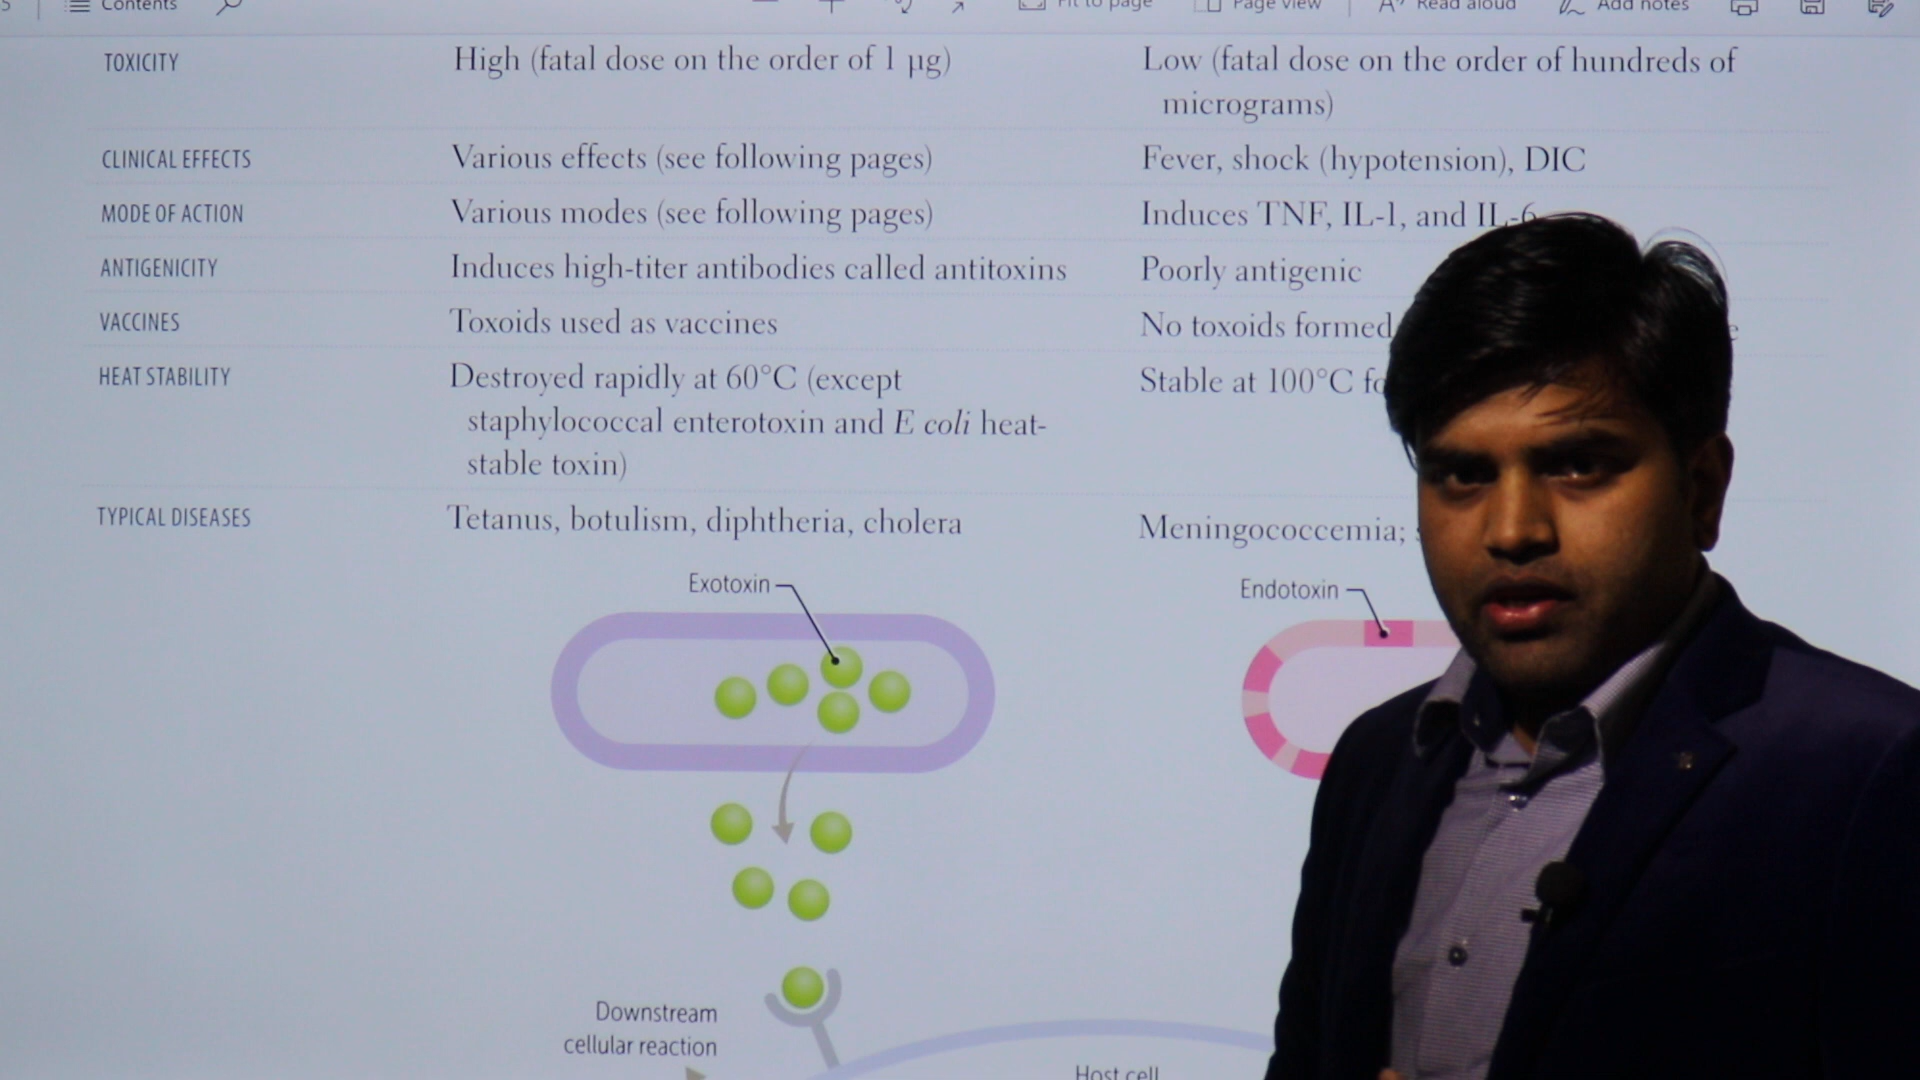 Contents Fit to page Page view Read aloud Add notes
TOXICITY High (fatal dose on the order of 1 µg) Low (fatal dose on the order of hundreds of
micrograms)
CLINICAL EFFECTS Various effects (see following pages) Fever, shock (hypotension), DIC
MODE OF ACTION Various modes (see following pages) Induces TNF, IL-1, and IL-6
ANTIGENICITY Induces high-titer antibodies called antitoxins Poorly antigenic
VACCINES Toxoids used as vaccines No toxoids formed
HEAT STABILITY Destroyed rapidly at 60°C (except Stable at 100°C
staphylococcal enterotoxin and E coli heat-
stable toxin)
TYPICAL DISEASES Tetanus, botulism, diphtheria, cholera Meningococcemia;
Exotoxin Endotoxin
Downstream
cellular reaction
Host cell